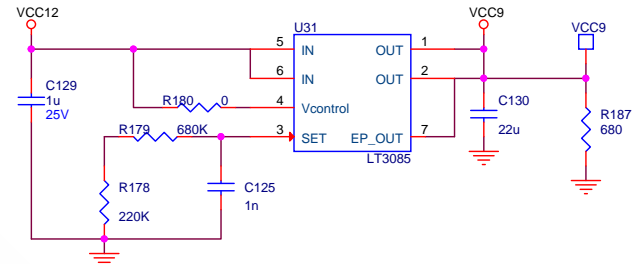 VCC12
VCC9
VCC9
U31
5 IN OUT 1
6 IN OUT 2
C129
1u
25V
R180 0
4 Vcontrol
C130
22u
R187
680
R179 680K
3 SET EP_OUT 7
LT3085
R178
220K
C125
1n